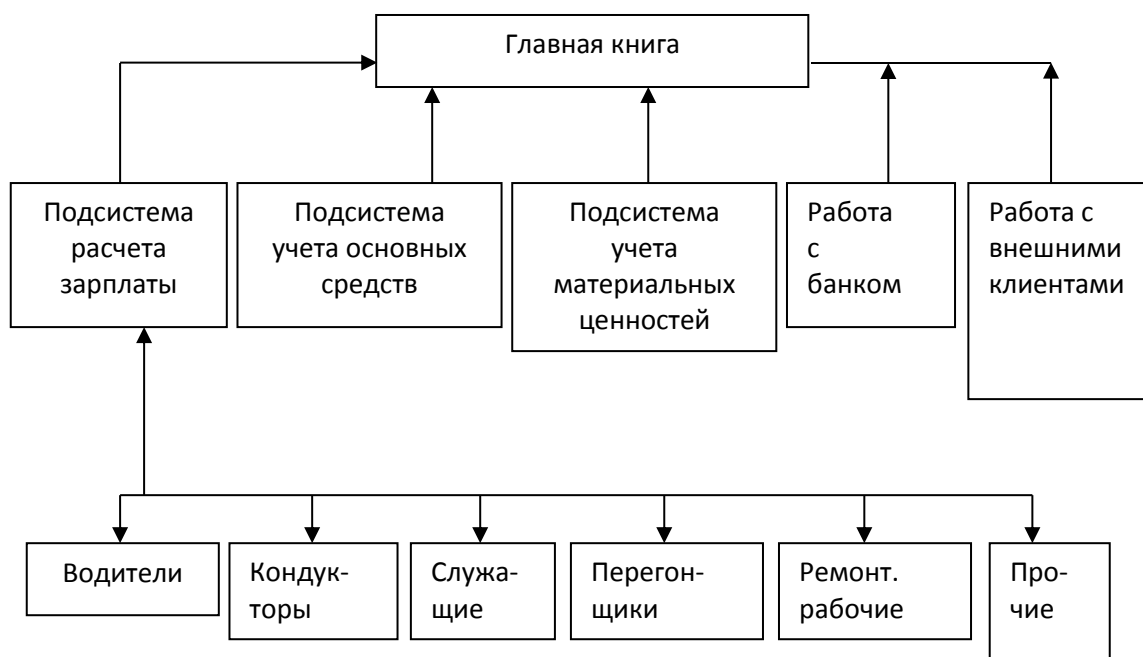 Главная книга
Подсистема
расчета
зарплаты
Подсистема
учета основных
средств
Подсистема
учета
материальных
ценностей
Работа
с
банком
Работа с
внешними
клиентами
Водители
Кондук-
торы
Служа-
щие
Перегон-
щики
Ремонт.
рабочие
Про-
чие